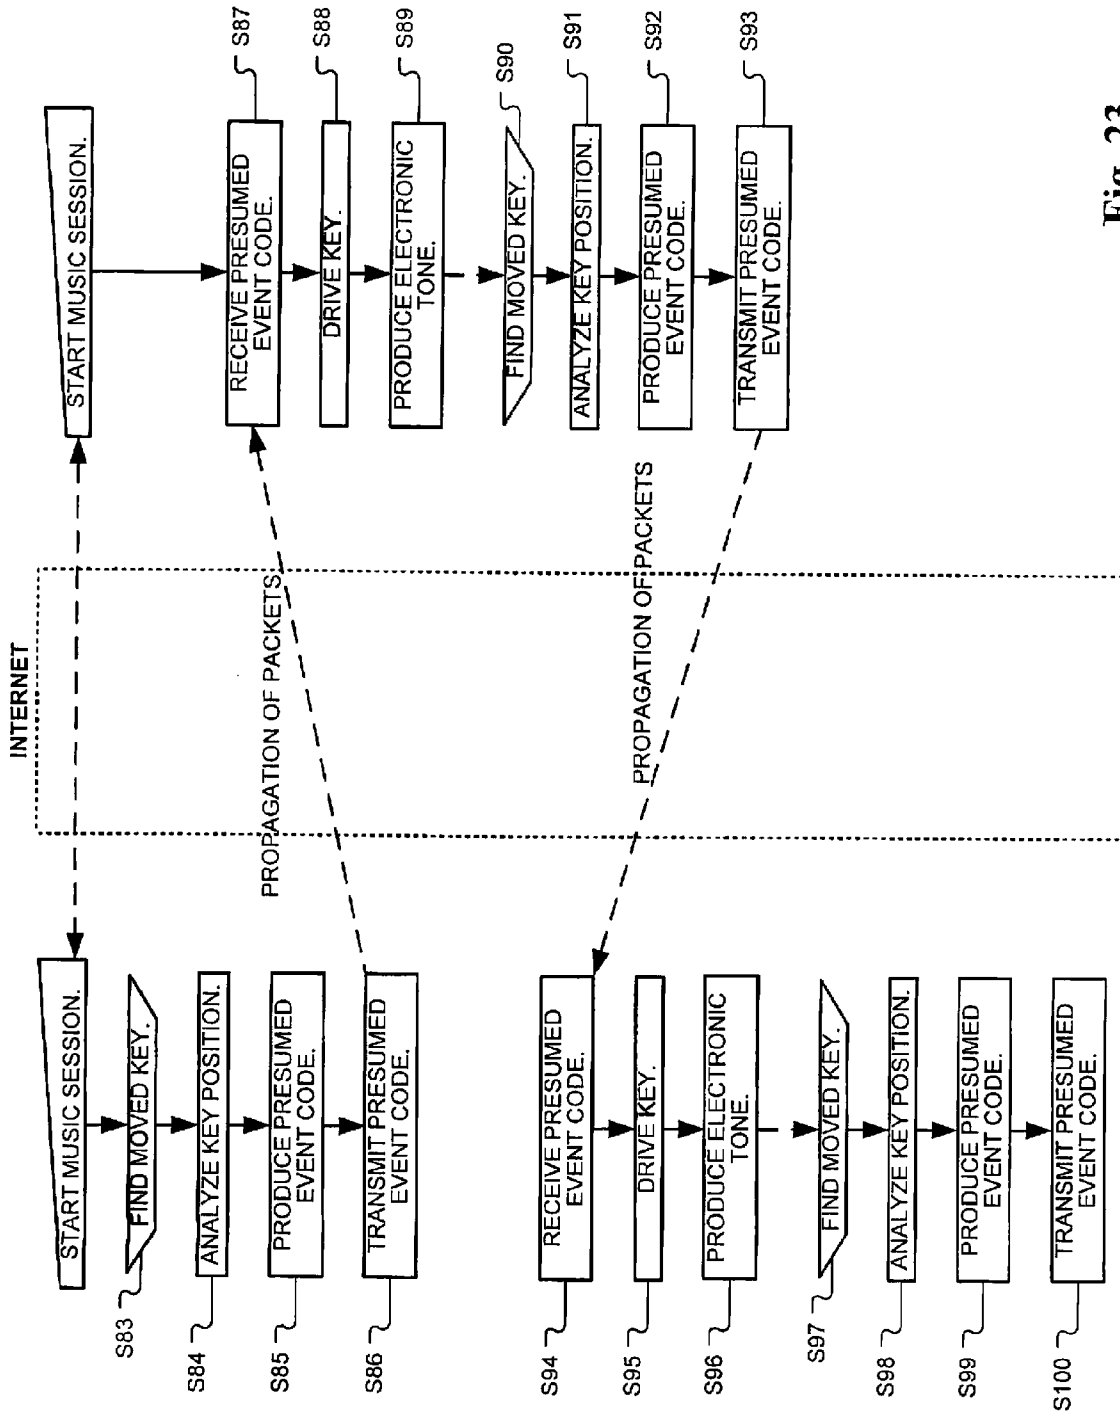 INTERNET
START MUSIC SESSION.
S83
FIND MOVED KEY.
S84
ANALYZE KEY POSITION.
S85
PRODUCE PRESUMED
EVENT CODE.
S86
TRANSMIT PRESUMED
EVENT CODE.
PROPAGATION OF PACKETS
START MUSIC SESSION.
RECEIVE PRESUMED
EVENT CODE.
S87
DRIVE KEY.
S88
PRODUCE ELECTRONIC
TONE.
S89
FIND MOVED KEY.
S90
ANALYZE KEY POSITION.
S91
PRODUCE PRESUMED
EVENT CODE.
S92
TRANSMIT PRESUMED
EVENT CODE.
S93
PROPAGATION OF PACKETS
S94
RECEIVE PRESUMED
EVENT CODE.
S95
DRIVE KEY.
S96
PRODUCE ELECTRONIC
TONE.
S97
FIND MOVED KEY.
S98
ANALYZE KEY POSITION.
S99
PRODUCE PRESUMED
EVENT CODE.
S100
TRANSMIT PRESUMED
EVENT CODE.
Fig. 23